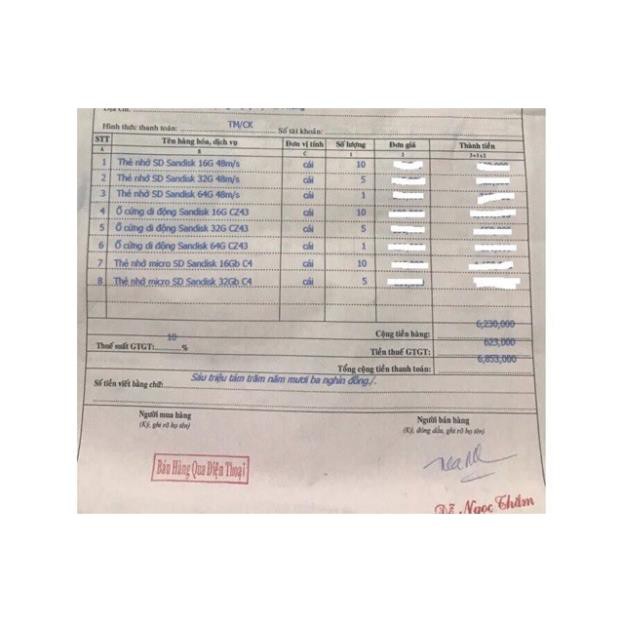 Hình thức thanh toán: TM/CK Số tài khoản:
STT Tên hàng hóa, dịch vụ Đơn vị tính Số lượng Đơn giá Thành tiền
A B C 1 2 3=1x2
1 Thẻ nhớ SD Sandisk 16G 48m/s cái 10
2 Thẻ nhớ SD Sandisk 32G 48m/s cái 5
3 Thẻ nhớ SD Sandisk 64G 48m/s cái 1
4 Ổ cứng di động Sandisk 16G CZ43 cái 10
5 Ổ cứng di động Sandisk 32G CZ43 cái 5
6 Ổ cứng di động Sandisk 64G CZ43 cái 1
7 Thẻ nhớ micro SD Sandisk 16Gb C4 cái 10
8 Thẻ nhớ micro SD Sandisk 32Gb C4 cái 5
Cộng tiền hàng: 6,230,000
Thuế suất GTGT: 10 % Tiền thuế GTGT: 623,000
Tổng cộng tiền thanh toán: 6,853,000
Số tiền viết bằng chữ: Sáu triệu tám trăm năm mươi ba nghìn đồng./.
Người mua hàng Người bán hàng
(Ký, ghi rõ họ tên) (Ký, đóng dấu, ghi rõ họ tên)
Bán Hàng Qua Điện Thoại
Đỗ Ngọc Thắm